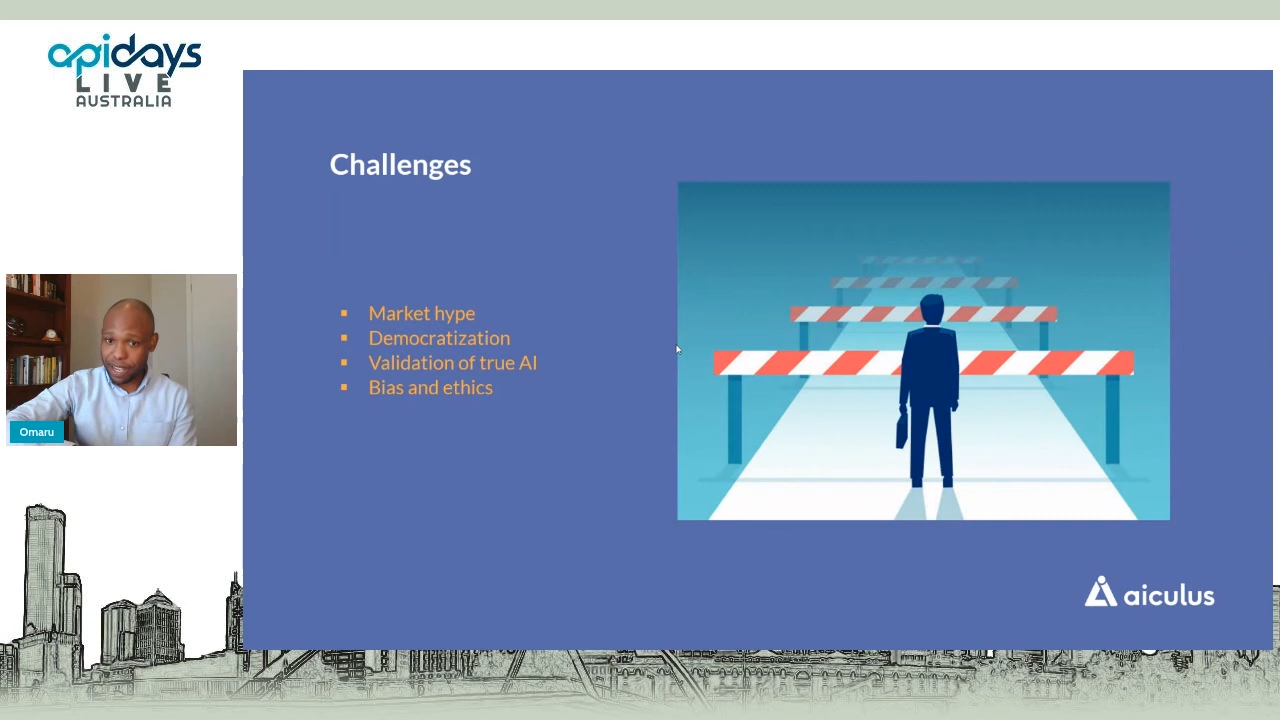 apidays
LIVE
AUSTRALIA
Challenges
Market hype
Democratization
Validation of true AI
Bias and ethics
Omaru
aiculus